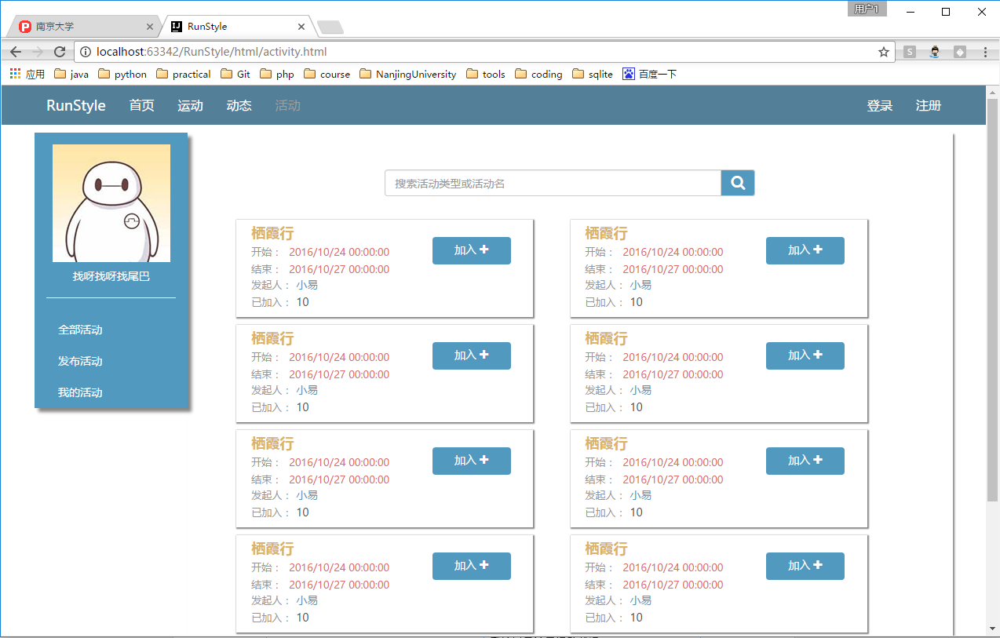 用户1
南京大学
RunStyle
localhost:63342/RunStyle/html/activity.html
应用 java python practical Git php course NanjingUniversity tools coding sqlite 百度一下
RunStyle 首页 运动 动态 活动 登录 注册
找呀找呀找尾巴
全部活动
发布活动
我的活动
搜索活动类型或活动名
栖霞行 栖霞行
开始： 2016/10/24 00:00:00 加入 开始： 2016/10/24 00:00:00 加入
结束： 2016/10/27 00:00:00 结束： 2016/10/27 00:00:00
发起人： 小易 发起人： 小易
已加入： 10 已加入： 10
栖霞行 栖霞行
开始： 2016/10/24 00:00:00 加入 开始： 2016/10/24 00:00:00 加入
结束： 2016/10/27 00:00:00 结束： 2016/10/27 00:00:00
发起人： 小易 发起人： 小易
已加入： 10 已加入： 10
栖霞行 栖霞行
开始： 2016/10/24 00:00:00 加入 开始： 2016/10/24 00:00:00 加入
结束： 2016/10/27 00:00:00 结束： 2016/10/27 00:00:00
发起人： 小易 发起人： 小易
已加入： 10 已加入： 10
栖霞行 栖霞行
开始： 2016/10/24 00:00:00 加入 开始： 2016/10/24 00:00:00 加入
结束： 2016/10/27 00:00:00 结束： 2016/10/27 00:00:00
发起人： 小易 发起人： 小易
已加入： 10 已加入： 10